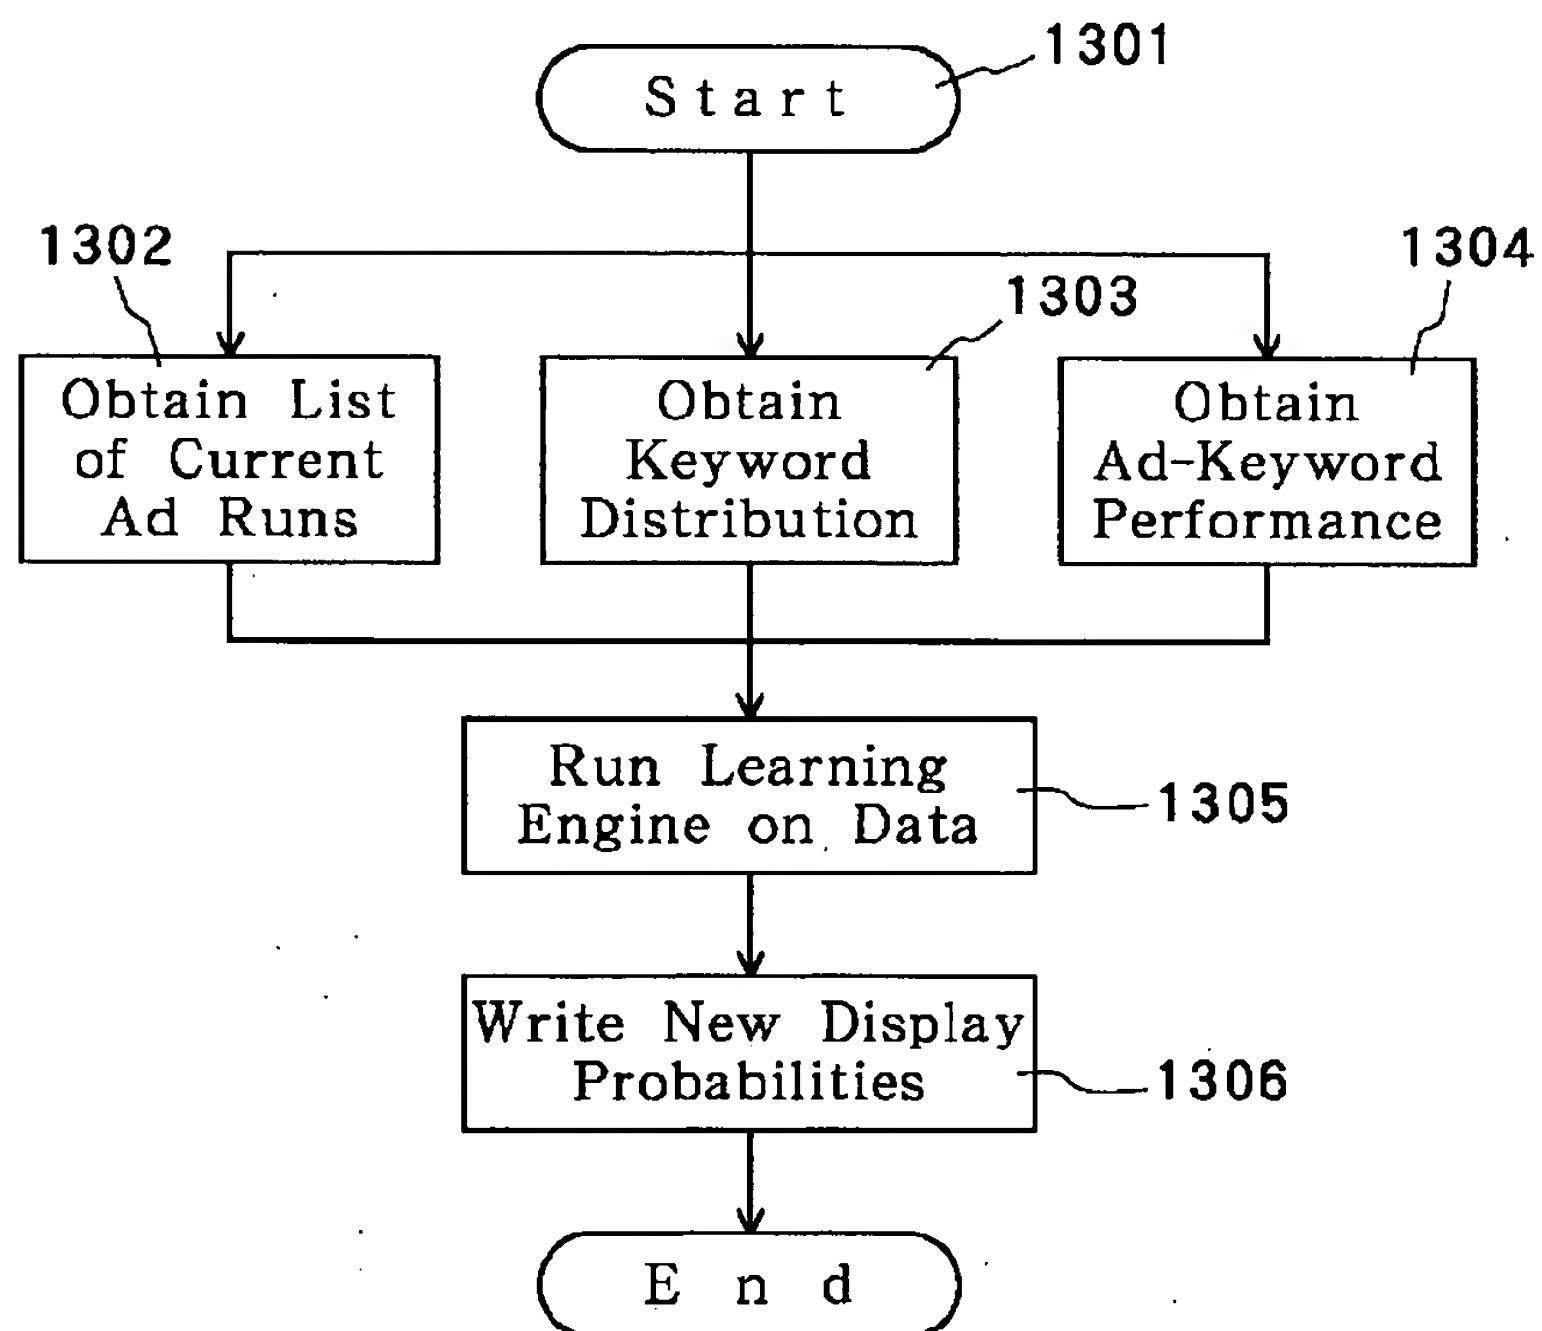 1301
Start
1302
1303
1304
Obtain List
of Current
Ad Runs
Obtain
Keyword
Distribution
Obtain
Ad-Keyword
Performance
Run Learning
Engine on Data
1305
Write New Display
Probabilities
1306
End